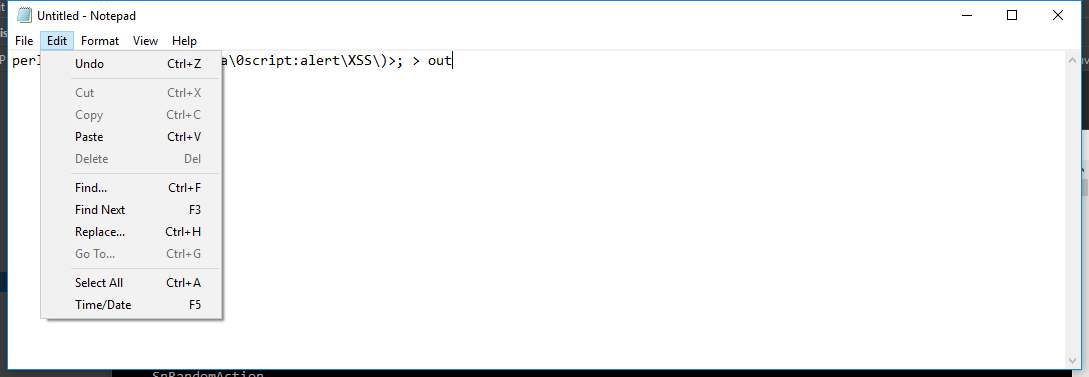 Untitled - Notepad
File Edit Format View Help
perl a\0script:alert\XSS\)>; > out
Undo Ctrl+Z
Cut Ctrl+X
Copy Ctrl+C
Paste Ctrl+V
Delete Del
Find... Ctrl+F
Find Next F3
Replace... Ctrl+H
Go To... Ctrl+G
Select All Ctrl+A
Time/Date F5
SnRandomAction